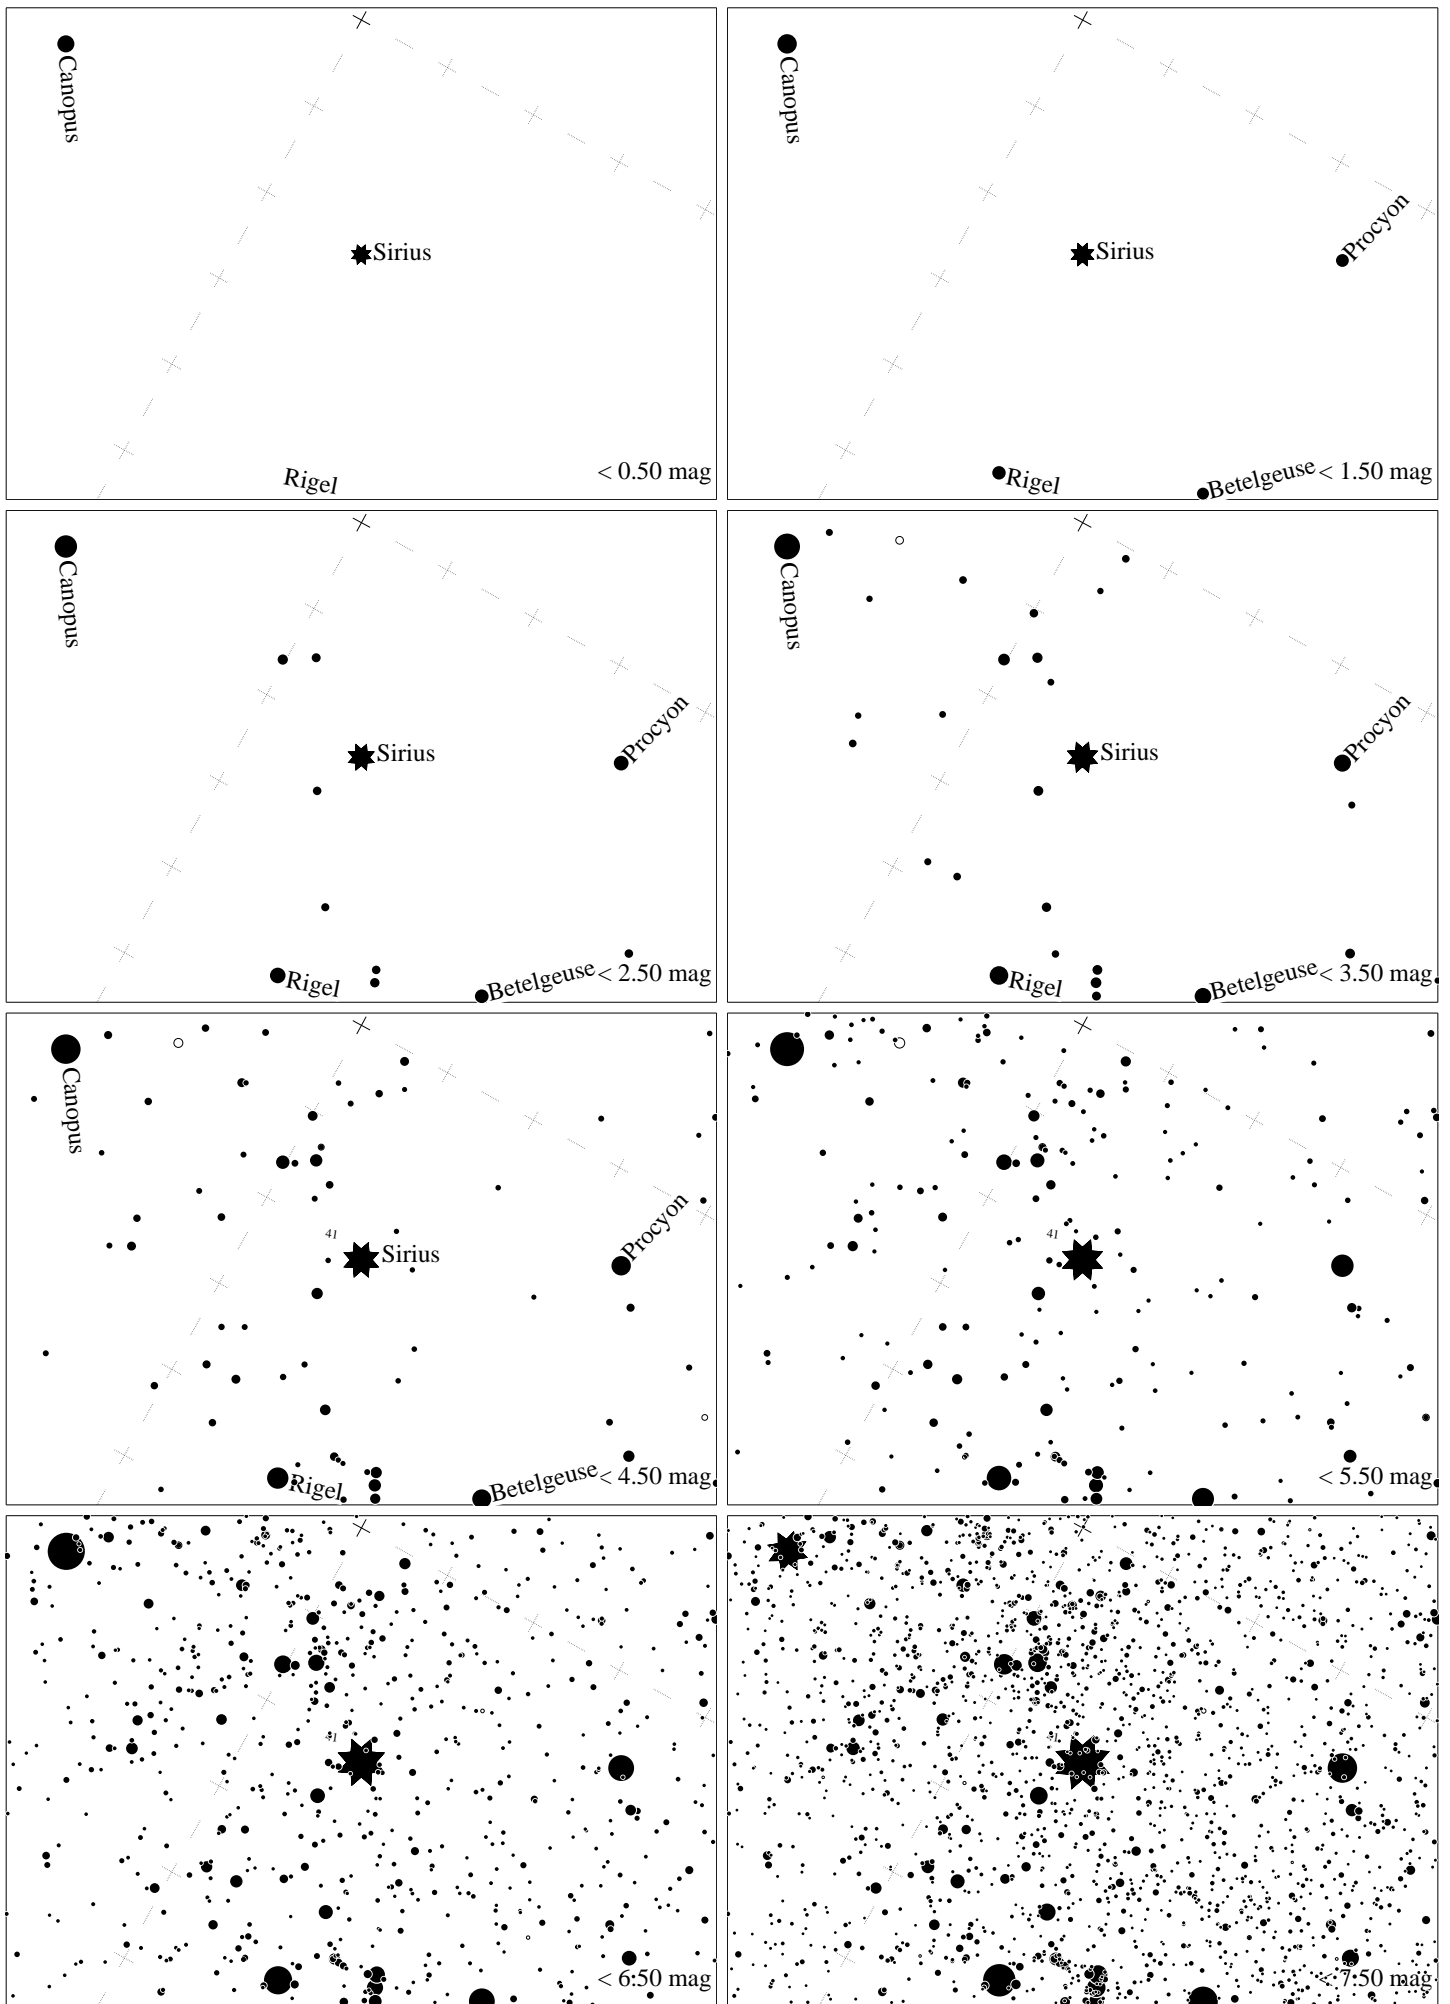 Canopus
Sirius
Rigel
< 0.50 mag
Canopus
Procyon
Sirius
Rigel
Betelgeuse
< 1.50 mag
Canopus
Procyon
Sirius
Rigel
Betelgeuse
< 2.50 mag
Canopus
Procyon
Sirius
Rigel
Betelgeuse
< 3.50 mag
Canopus
Procyon
41
Sirius
Rigel
Betelgeuse
< 4.50 mag
41
< 5.50 mag
41
< 6.50 mag
41
< 7.50 mag